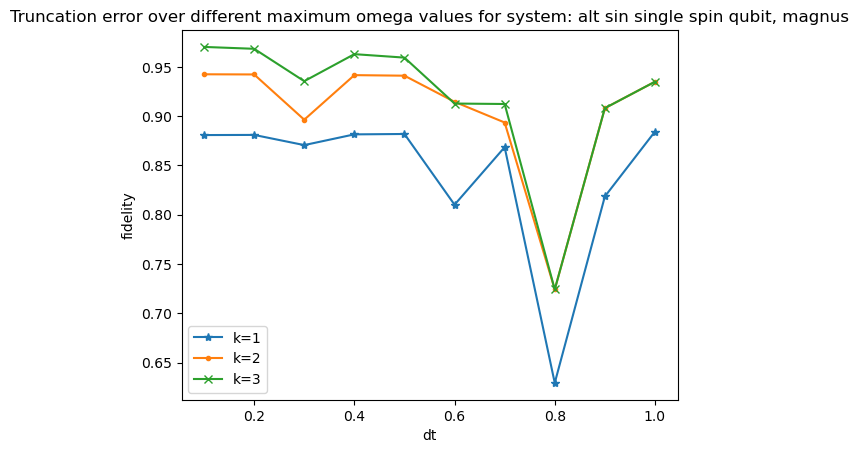 Truncation error over different maximum omega values for system: alt sin single spin qubit, magnus
fidelity
0.95
0.90
0.85
0.80
0.75
0.70
0.65
k=1
k=2
k=3
0.2 0.4 0.6 0.8 1.0
dt